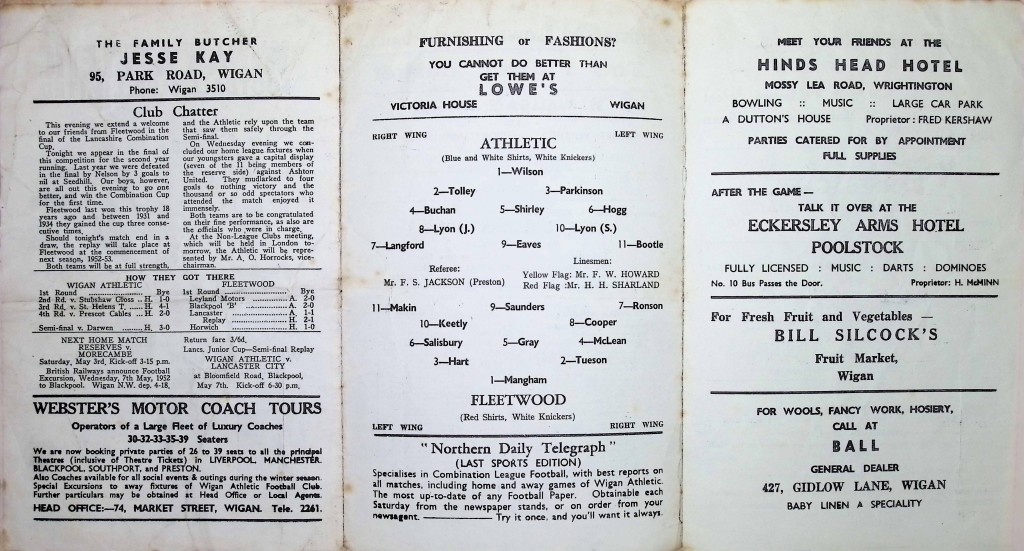 THE FAMILY BUTCHER
JESSE KAY
95, PARK ROAD, WIGAN
Phone: Wigan 3510
Club Chatter
This evening we extend a welcome
to our friends from Fleetwood in the
final of the Lancashire Combination
Cup.
Tonight we appear in the final of
this competition for the second year
running. Last year we were defeated
in the final by Nelson by 3 goals to
nil at Seedhill. Our boys, however,
are all out this evening to go one
better, and win the Combination Cup
for the first time.
Fleetwood last won this trophy 18
years ago and between 1931 and
1934 they gained the cup three conse-
cutive times.
Should tonight's match end in a
draw, the replay will take place at
Fleetwood at the commencement of
next season, 1952-53.
Both teams will be at full strength,
and the Athletic rely upon the team
that saw them safely through the
Semi-final.
On Wednesday evening we con-
cluded our home league fixtures when
our youngsters gave a capital display
(seven of the 11 being members of
the reserve side) against Ashton
United. They mudlarked to four
goals to nothing victory and the
thousand or so odd spectators who
attended the match enjoyed it
immensely.
Both teams are to be congratulated
on their fine performance, as also are
the officials who were in charge.
At the Non-League Clubs meeting,
which will be held in London to-
morrow, the Athletic will be repre-
sented by Mr. A, O. Horrocks, vice-
chairman.
HOW THEY GOT THERE
WIGAN ATHLETIC
1st Round Bye
2nd Rd. v. Stubshaw Closs .. H. 1-0
3rd Rd. v. St. Helens T, ...... H. 4-1
4th Rd. v. Prescot Cables ... H. 2-0
Semi-final v. Darwen ......... H. 3-0
FLEETWOOD
1st Round Bye
Leyland Motors A. 2-0
Blackpool 'B' A. 2-0
Lancaster A. 1-1
Replay H. 2-1
Horwich H. 1-0
NEXT HOME MATCH
RESERVES v.
MORECAMBE
Saturday, May 3rd, Kick-off 3-15 p.m.
British Railways announce Football
Excursion, Wednesday, 7th May, 1952
to Blackpool. Wigan N.W. dep. 4-18,
Return fare 3/6d,
Lancs. Junior Cup—Semi-final Replay
WIGAN ATHLETIC v.
LANCASTER CITY
at Bloomfield Road, Blackpool,
May 7th. Kick-off 6-30 p.m.
WEBSTER'S MOTOR COACH TOURS
Operators of a Large Fleet of Luxury Coaches
30-32-33-35-39 Seaters
We are now booking private parties of 26 to 39 seats to all the principal
Theatres (inclusive of Theatre Tickets) in LIVERPOOL, MANCHESTER.
BLACKPOOL, SOUTHPORT, and PRESTON.
Also Coaches available for all social events & outings during the winter season.
Special Excursions to away fixtures of Wigan Athletic Football Club.
Further particulars may be obtained at Head Office or Local Agents.
HEAD OFFICE:—74, MARKET STREET, WIGAN. Tele. 2261.
FURNISHING or FASHIONS?
YOU CANNOT DO BETTER THAN
GET THEM AT
LOWE'S
VICTORIA HOUSE WIGAN
RIGHT WING LEFT WING
ATHLETIC
(Blue and White Shirts, White Knickers)
1—Wilson
2—Tolley 3—Parkinson
4—Buchan 5—Shirley 6—Hogg
8—Lyon (J.) 10—Lyon (S.)
7—Langford 9—Eaves 11—Bootle
Referee:
Mr. F. S. JACKSON (Preston)
Linesmen:
Yellow Flag: Mr. F. W. HOWARD
Red Flag :Mr. H. H. SHARLAND
11—Makin 9—Saunders 7—Ronson
10—Keetly 8—Cooper
6—Salisbury 5—Gray 4—McLean
3—Hart 2—Tueson
1—Mangham
FLEETWOOD
(Red Shirts, White Knickers)
LEFT WING RIGHT WING
"Northern Daily Telegraph"
(LAST SPORTS EDITION)
Specialises in Combination League Football, with best reports on
all matches, including home and away games of Wigan Athletic.
The most up-to-date of any Football Paper. Obtainable each
Saturday from the newspaper stands, or on order from your
newsagent. ———— Try it once, and you'll want it always.
MEET YOUR FRIENDS AT THE
HINDS HEAD HOTEL
MOSSY LEA ROAD, WRIGHTINGTON
BOWLING :: MUSIC :: LARGE CAR PARK
A DUTTON'S HOUSE Proprietor: FRED KERSHAW
PARTIES CATERED FOR BY APPOINTMENT
FULL SUPPLIES
AFTER THE GAME—
TALK IT OVER AT THE
ECKERSLEY ARMS HOTEL
POOLSTOCK
FULLY LICENSED : MUSIC : DARTS : DOMINOES
No. 10 Bus Passes the Door. Proprietor: H. McMINN
For Fresh Fruit and Vegetables —
BILL SILCOCK'S
Fruit Market,
Wigan
FOR WOOLS, FANCY WORK, HOSIERY,
CALL AT
BALL
GENERAL DEALER
427, GIDLOW LANE, WIGAN
BABY LINEN A SPECIALITY